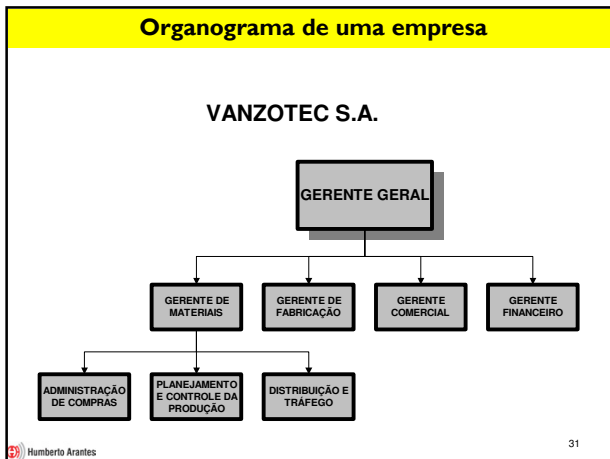 Organograma de uma empresa
VANZOTEC S.A.
GERENTE GERAL
GERENTE DE
MATERIAIS
GERENTE DE
FABRICAÇÃO
GERENTE
COMERCIAL
GERENTE
FINANCEIRO
ADMINISTRAÇÃO
DE COMPRAS
PLANEJAMENTO
E CONTROLE DA
PRODUÇÃO
DISTRIBUIÇÃO E
TRÁFEGO
Humberto Arantes
31